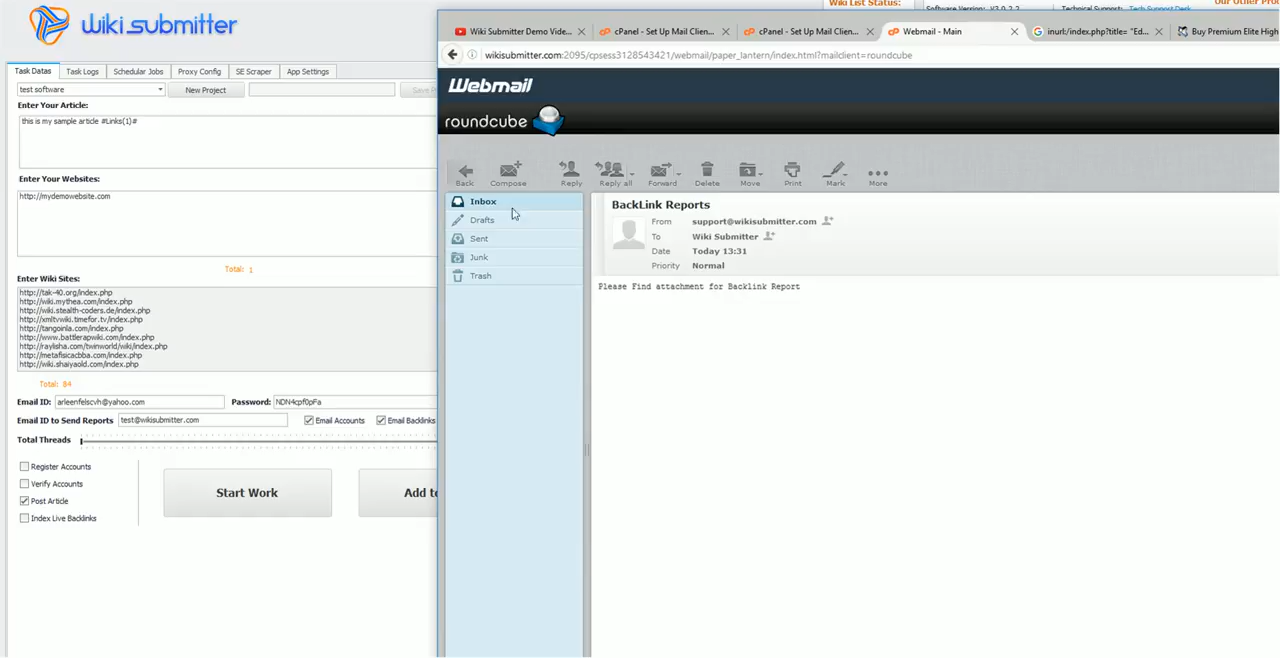 wiki submitter
Wiki List Status:
Software Version: V3.0.2.2
Technical Support: Tech Support Desk
Our Other Pro
Task Datas
Task Logs
Schedular Jobs
Proxy Config
SE Scraper
App Settings
test software
New Project
Enter Your Article:
this is my sample article #Links(1)#
Enter Your Websites:
http://mydemowebsite.com
Total: 1
Enter Wiki Sites:
http://tak-40.org/index.php
http://wiki.mythea.com/index.php
http://wiki.stealth-coders.de/index.php
http://xmltvwiki.timefor.tv/index.php
http://tangoinla.com/index.php
http://www.battlerapwiki.com/index.php
http://raylisha.com/twinworld/wiki/index.php
http://metafisicacbba.com/index.php
http://wiki.shaiyaold.com/index.php
Total: 84
Email ID: arleenfelscvh@yahoo.com
Password: NDN4cpf0pFa
Email ID to Send Reports test@wikisubmitter.com
Email Accounts
Email Backlinks
Total Threads
Register Accounts
Verify Accounts
Post Article
Index Live Backlinks
Start Work
Add to
Wiki Submitter Demo Vide...
cPanel - Set Up Mail Clien...
cPanel - Set Up Mail Clien...
Webmail - Main
inurl:/index.php?title= "Ed...
Buy Premium Elite High
wikisubmitter.com:2095/cpsess3128543421/webmail/paper_lantern/index.html?mailclient=roundcube
Webmail
roundcube
Back
Compose
Reply
Reply all
Forward
Delete
Move
Print
Mark
More
Inbox
Drafts
Sent
Junk
Trash
BackLink Reports
From support@wikisubmitter.com
To Wiki Submitter
Date Today 13:31
Priority Normal
Please Find attachment for Backlink Report